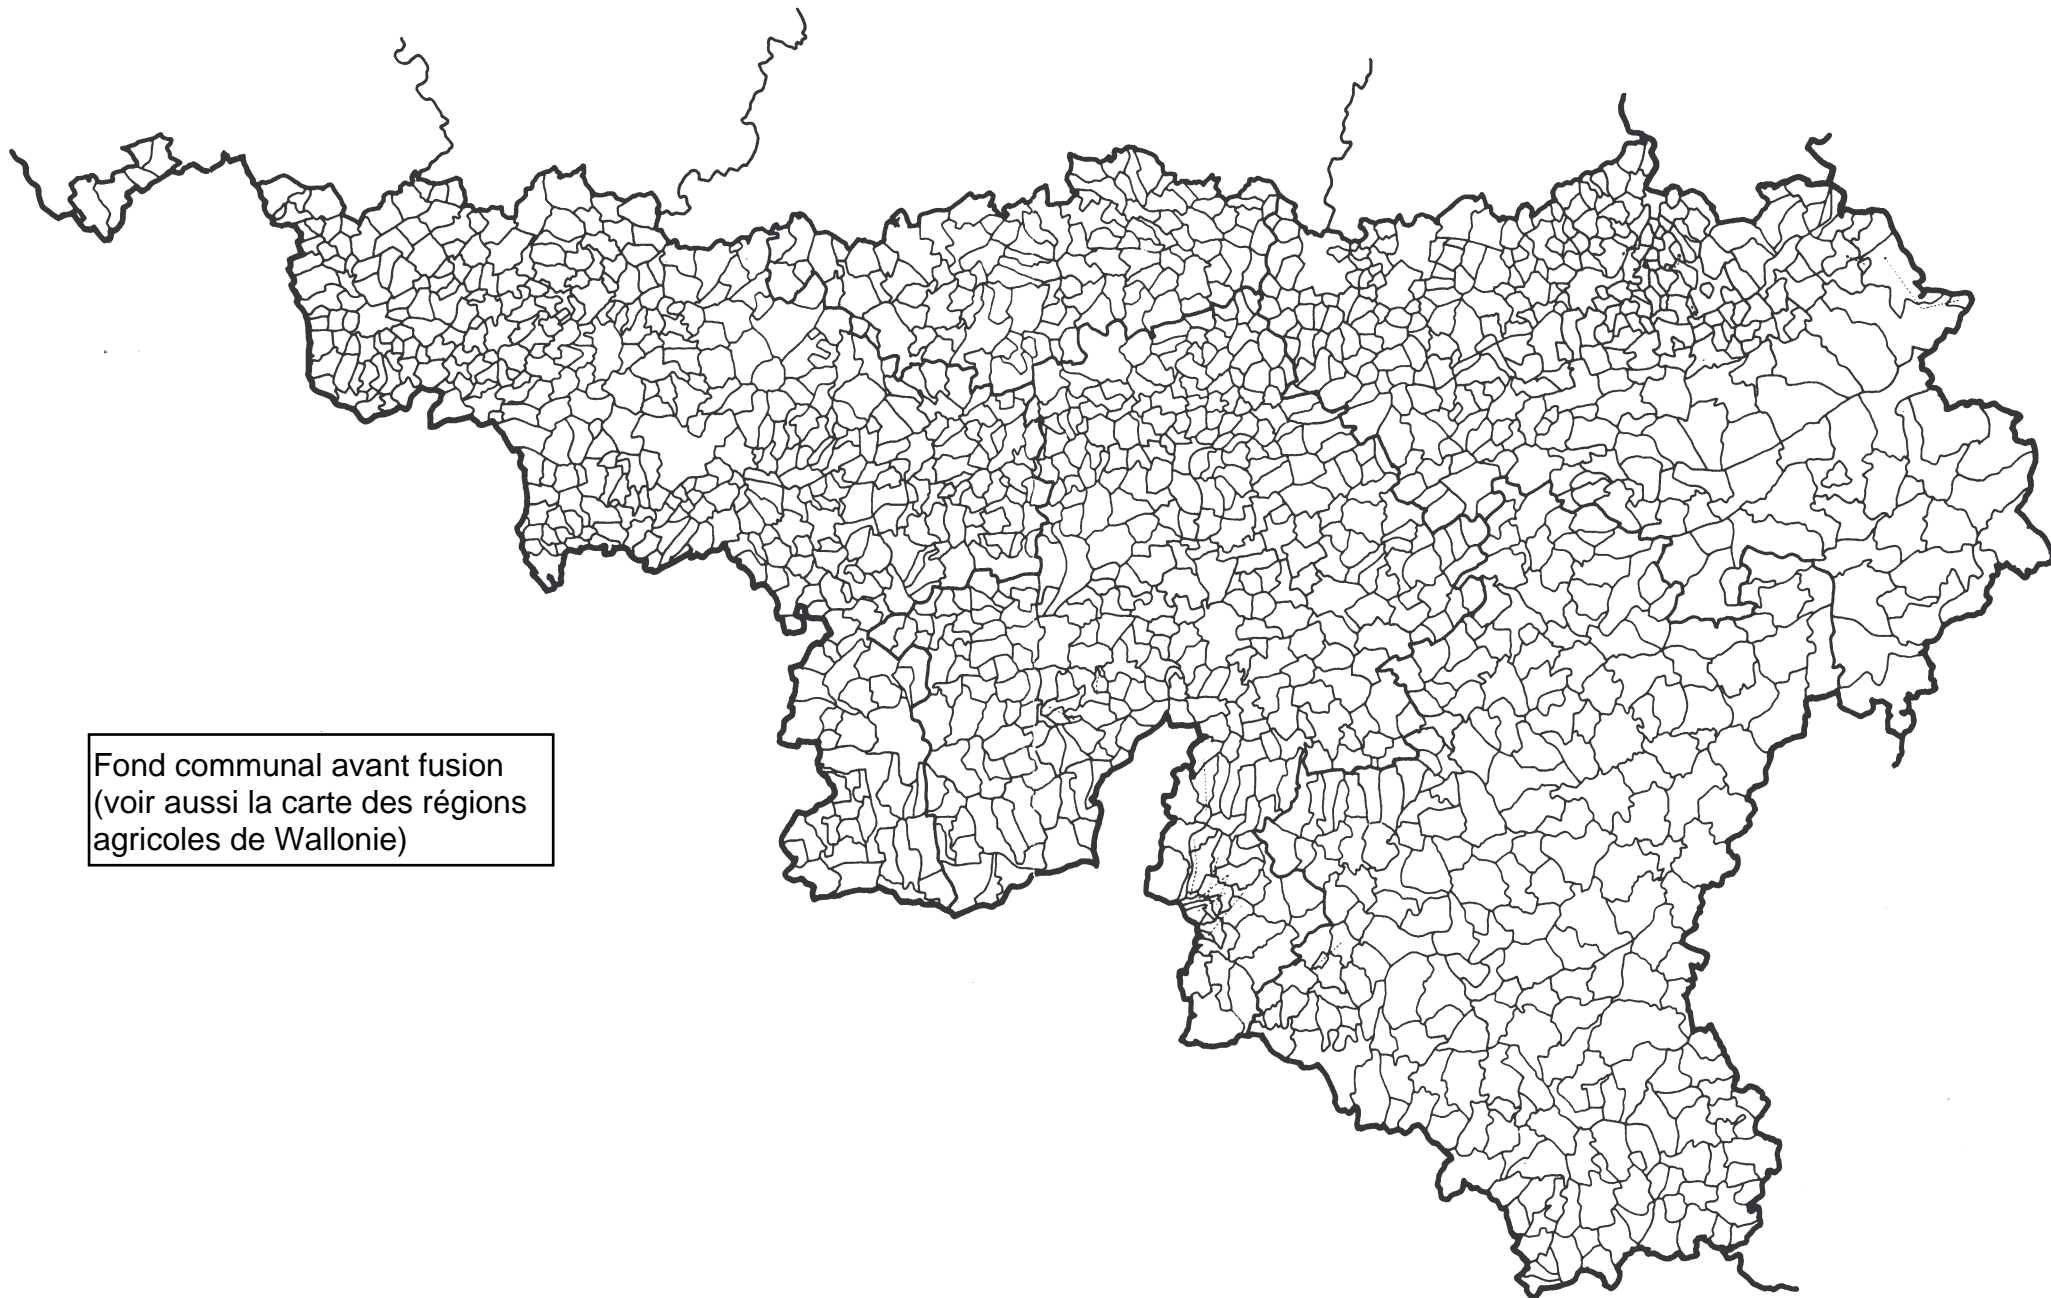 Fond communal avant fusion
(voir aussi la carte des régions
agricoles de Wallonie)